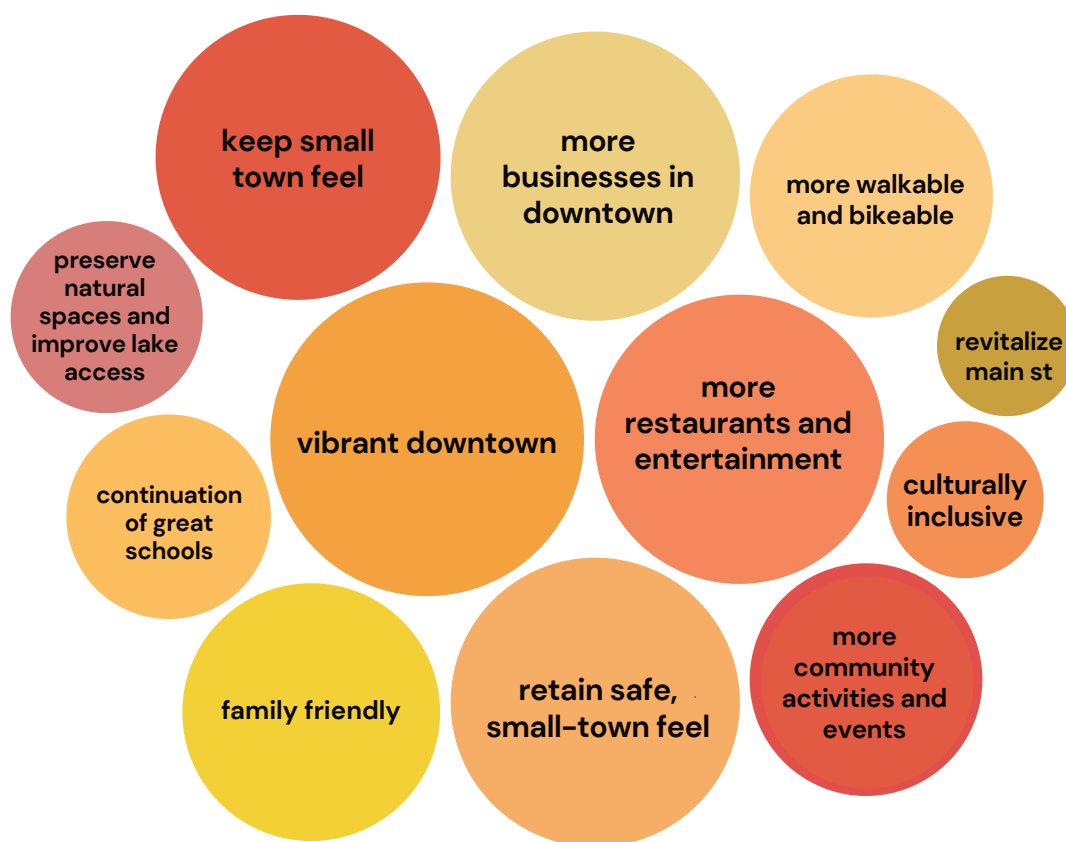 keep small
town feel
more
businesses in
downtown
more walkable
and bikeable
preserve
natural
spaces and
improve lake
access
revitalize
main st
vibrant downtown
more
restaurants and
entertainment
continuation
of great
schools
culturally
inclusive
family friendly
retain safe,
small-town feel
more
community
activities and
events